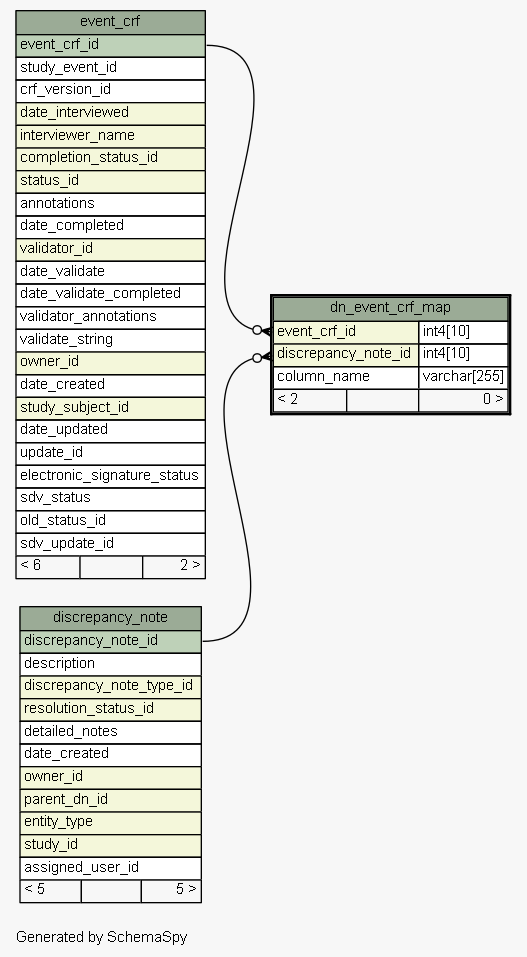 event_crf
event_crf_id
study_event_id
crf_version_id
date_interviewed
interviewer_name
completion_status_id
status_id
annotations
date_completed
validator_id
date_validate
date_validate_completed
validator_annotations
validate_string
owner_id
date_created
study_subject_id
date_updated
update_id
electronic_signature_status
sdv_status
old_status_id
sdv_update_id
< 6 2 >
dn_event_crf_map
event_crf_id int4[10]
discrepancy_note_id int4[10]
column_name varchar[255]
< 2 0 >
discrepancy_note
discrepancy_note_id
description
discrepancy_note_type_id
resolution_status_id
detailed_notes
date_created
owner_id
parent_dn_id
entity_type
study_id
assigned_user_id
< 5 5 >
Generated by SchemaSpy